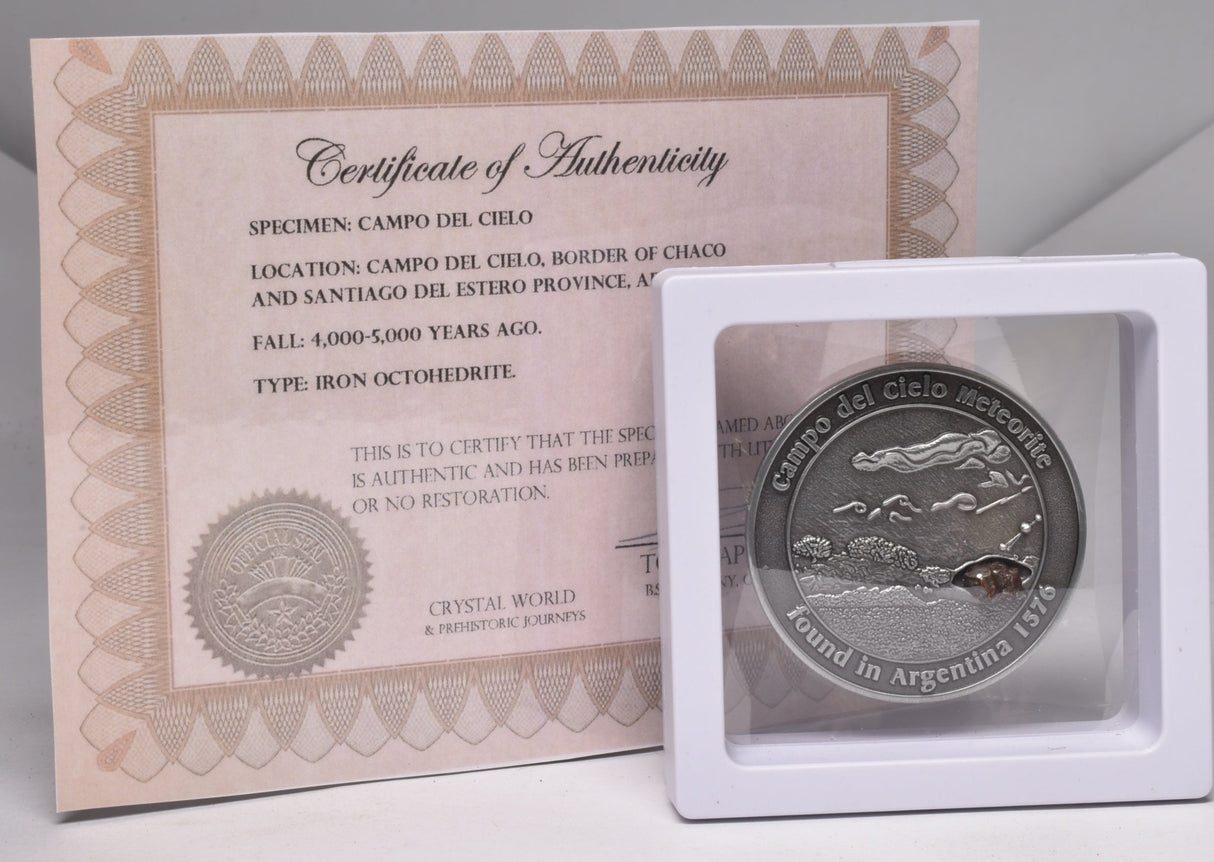 Certificate of Authenticity
SPECIMEN: CAMPO DEL CIELO
LOCATION: CAMPO DEL CIELO, BORDER OF CHACO
AND SANTIAGO DEL ESTERO PROVINCE,
FALL: 4,000-5,000 YEARS AGO.
TYPE: IRON OCTOHEDRITE.
THIS IS TO CERTIFY THAT THE
IS AUTHENTIC AND HAS BEEN
OR NO RESTORATION.
OFFICIAL SEAL
CRYSTAL WORLD
& PREHISTORIC JOURNEYS
Campo del Cielo Meteorite
found in Argentina 1576